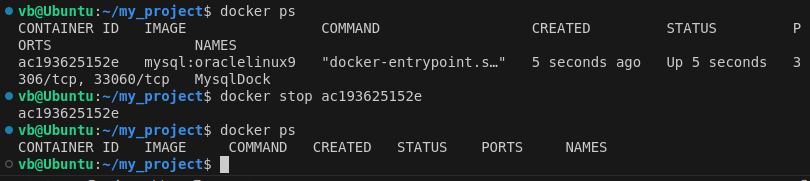 vb@Ubuntu:~/my_project$ docker ps
CONTAINER ID   IMAGE                COMMAND                  CREATED         STATUS         P
ORTS                 NAMES
ac193625152e   mysql:oraclelinux9   "docker-entrypoint.s…"   5 seconds ago   Up 5 seconds   3
306/tcp, 33060/tcp   MysqlDock
vb@Ubuntu:~/my_project$ docker stop ac193625152e
ac193625152e
vb@Ubuntu:~/my_project$ docker ps
CONTAINER ID   IMAGE     COMMAND   CREATED   STATUS    PORTS     NAMES
vb@Ubuntu:~/my_project$